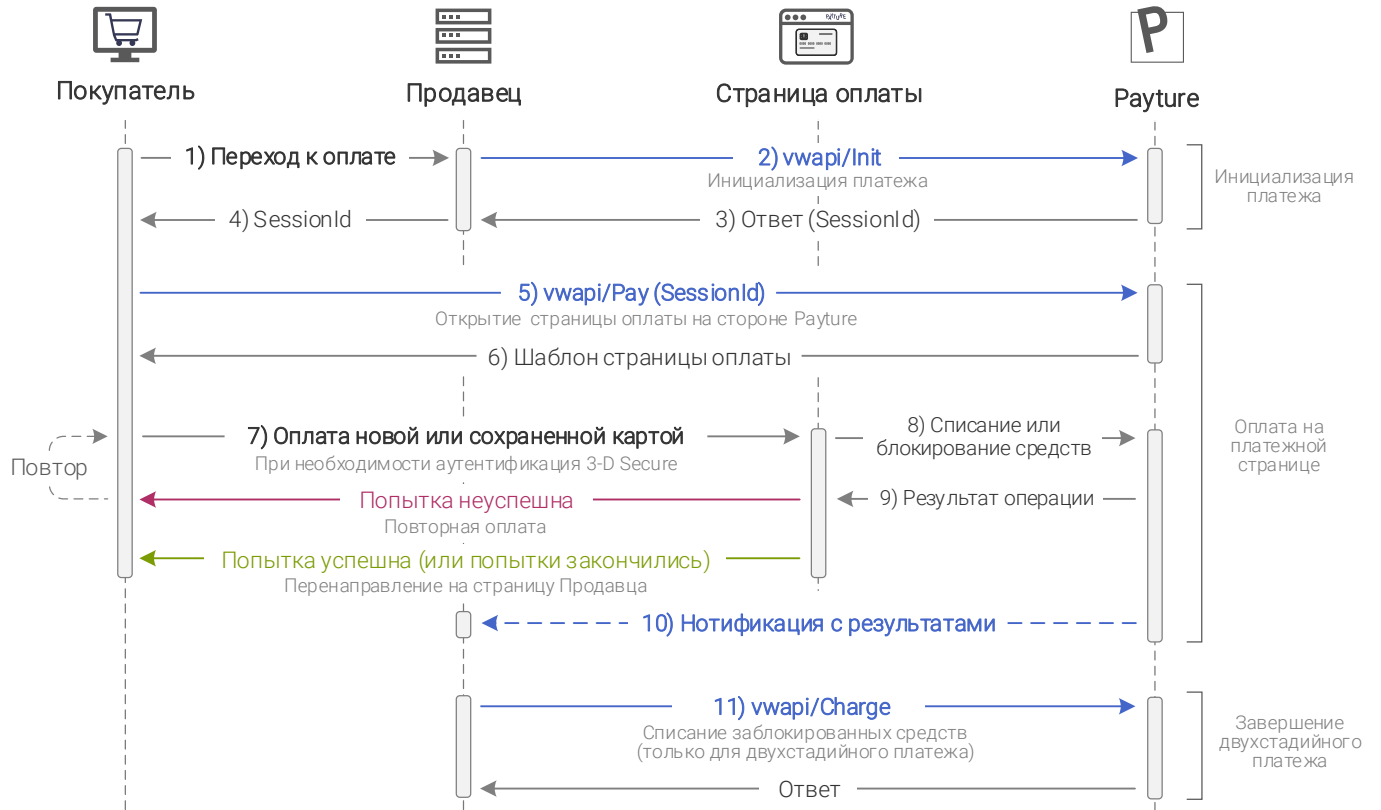 PAYTURE
P
Покупатель
Продавец
Страница оплаты
Payture
1) Переход к оплате
2) vwapi/Init
Инициализация платежа
Инициализация
платежа
4) SessionId
3) Ответ (SessionId)
5) vwapi/Pay (SessionId)
Открытие страницы оплаты на стороне Payture
6) Шаблон страницы оплаты
7) Оплата новой или сохраненной картой
При необходимости аутентификация 3-D Secure
8) Списание или
блокирование средств
Оплата на
платежной
странице
Повтор
Попытка неуспешна
Повторная оплата
9) Результат операции
Попытка успешна (или попытки закончились)
Перенаправление на страницу Продавца
10) Нотификация с результатами
11) vwapi/Charge
Списание заблокированных средств
(только для двухстадийного платежа)
Завершение
двухстадийного
платежа
Ответ